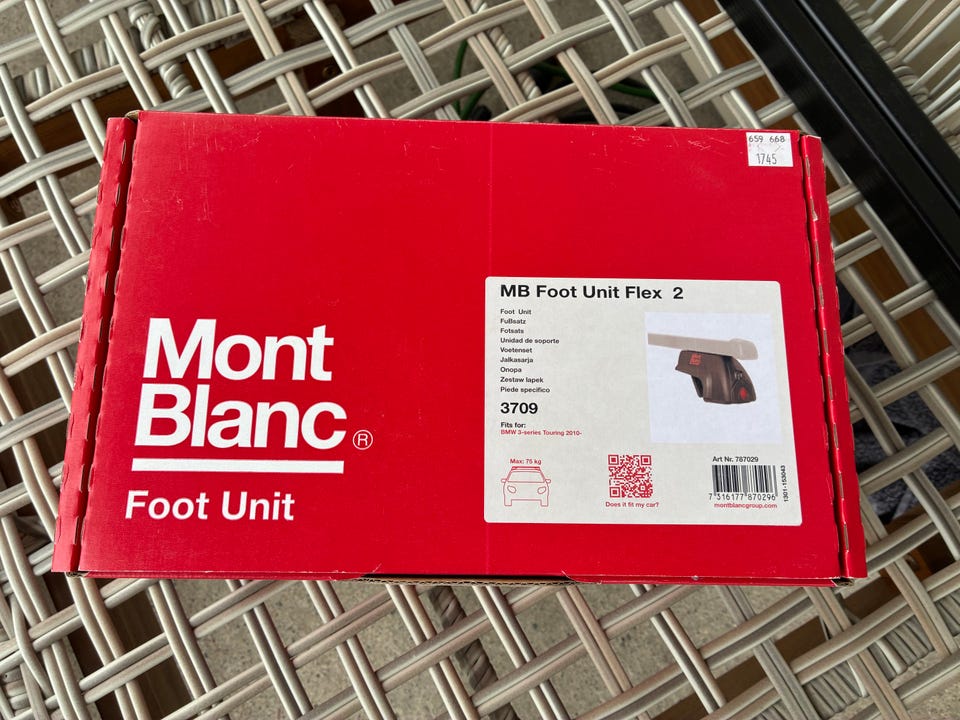 659 668
1745
Mont
Blanc®
Foot Unit
MB Foot Unit Flex 2
Foot Unit
Fußsatz
Fotsats
Unidad de soporte
Voetenset
Jalkasarja
Onopa
Zestaw łapek
Piede specifico
3709
Fits for:
BMW 3-series Touring 2010-
Max: 75 kg
Does it fit my car?
Art Nr. 787029
7 316177 870296
montblancgroup.com
1301-153043